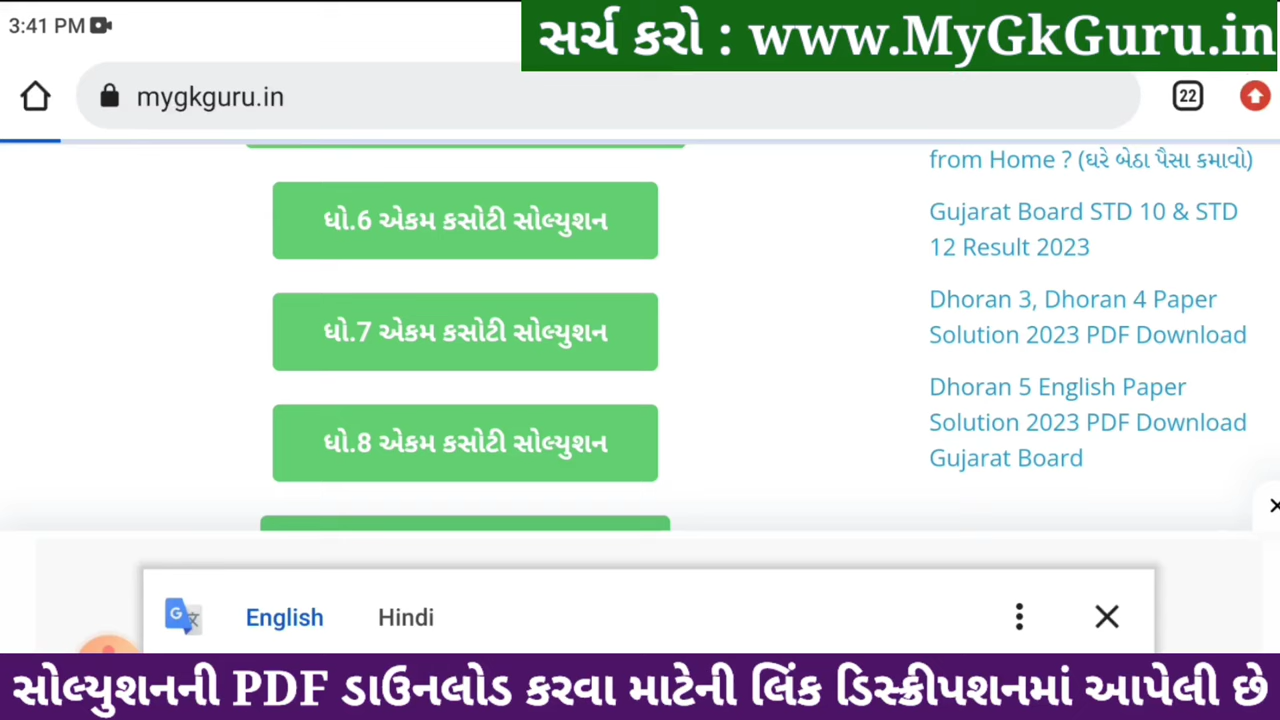 3:41 PM
સર્ચ કરો : www.MyGkGuru.in
mygkguru.in
22
from Home ? (ઘરે બેઠા પૈસા કમાવો)
ધો.6 એકમ કસોટી સોલ્યુશન
Gujarat Board STD 10 & STD
12 Result 2023
ધો.7 એકમ કસોટી સોલ્યુશન
Dhoran 3, Dhoran 4 Paper
Solution 2023 PDF Download
ધો.8 એકમ કસોટી સોલ્યુશન
Dhoran 5 English Paper
Solution 2023 PDF Download
Gujarat Board
English Hindi
સોલ્યુશનની PDF ડાઉનલોડ કરવા માટેની લિંક ડિસ્ક્રીપશનમાં આપેલી છે